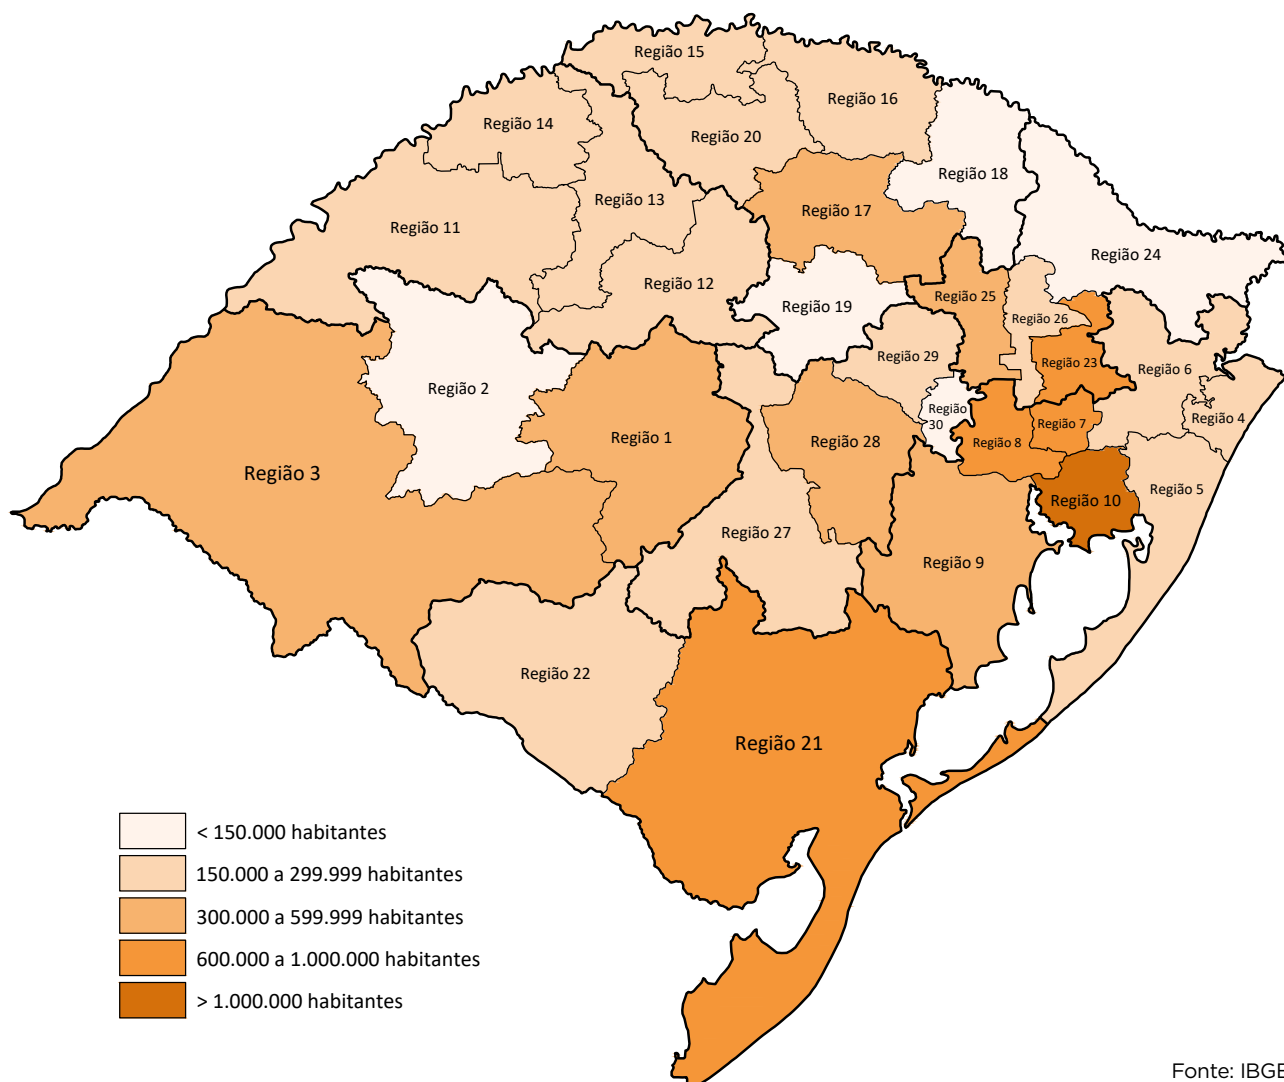 Região 15
Região 16
Região 14
Região 20
Região 18
Região 13
Região 17
Região 11
Região 24
Região 12
Região 25
Região 19
Região 26
Região 29
Região 23
Região 6
Região 2
Região
30
Região 4
Região 7
Região 1
Região 28
Região 8
Região 3
Região 5
Região 10
Região 27
Região 9
Região 22
Região 21
< 150.000 habitantes
150.000 a 299.999 habitantes
300.000 a 599.999 habitantes
600.000 a 1.000.000 habitantes
> 1.000.000 habitantes
Fonte: IBGE